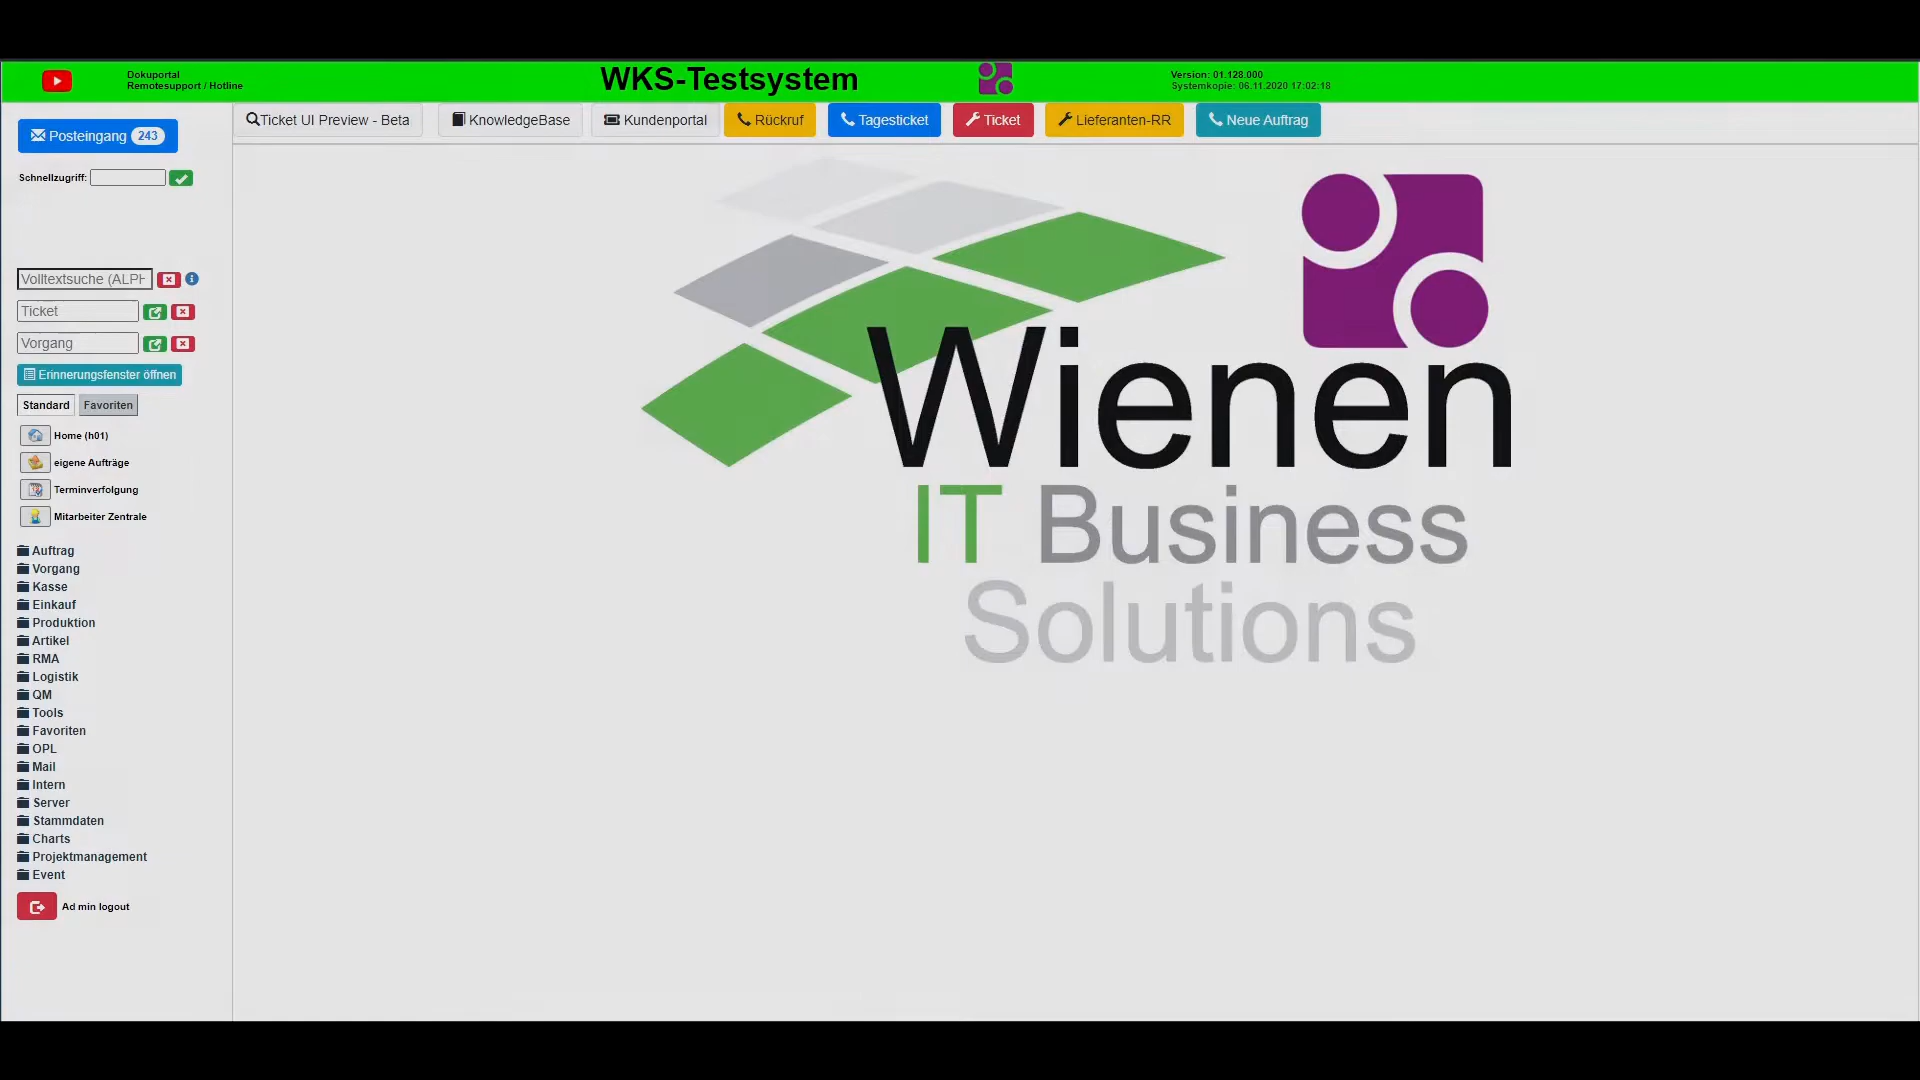 Dokuportal
Remotesupport / Hotline
WKS-Testsystem
Version: 01.128.000
Systemkopie: 06.11.2020 17:02:18
Posteingang 243
Ticket UI Preview - Beta
KnowledgeBase
Kundenportal
Rückruf
Tagesticket
Ticket
Lieferanten-RR
Neue Auftrag
Schnellzugriff:
Volltextsuche (ALPH
Ticket
Vorgang
Erinnerungsfenster öffnen
Standard
Favoriten
Home (h01)
eigene Aufträge
Terminverfolgung
Mitarbeiter Zentrale
Auftrag
Vorgang
Kasse
Einkauf
Produktion
Artikel
RMA
Logistik
QM
Tools
Favoriten
OPL
Mail
Intern
Server
Stammdaten
Charts
Projektmanagement
Event
Ad min logout
Wienen
IT Business
Solutions